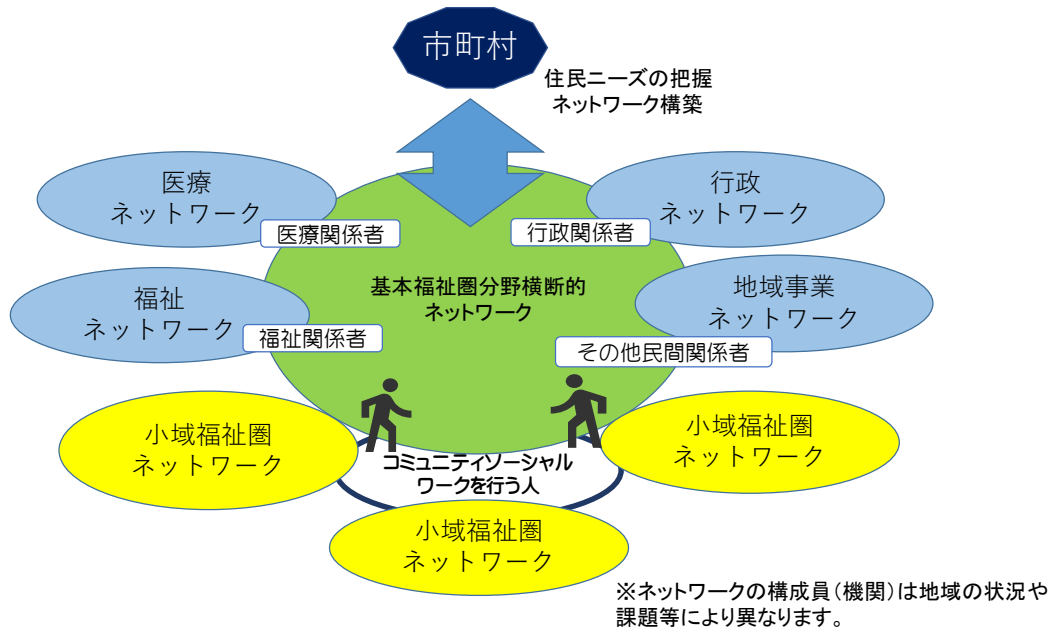 市町村
住民ニーズの把握
ネットワーク構築
医療
ネットワーク
医療関係者
行政
ネットワーク
行政関係者
基本福祉圏分野横断的
ネットワーク
福祉
ネットワーク
福祉関係者
地域事業
ネットワーク
その他民間関係者
小域福祉圏
ネットワーク
小域福祉圏
ネットワーク
コミュニティソーシャル
ワークを行う人
小域福祉圏
ネットワーク
※ネットワークの構成員（機関）は地域の状況や
課題等により異なります。